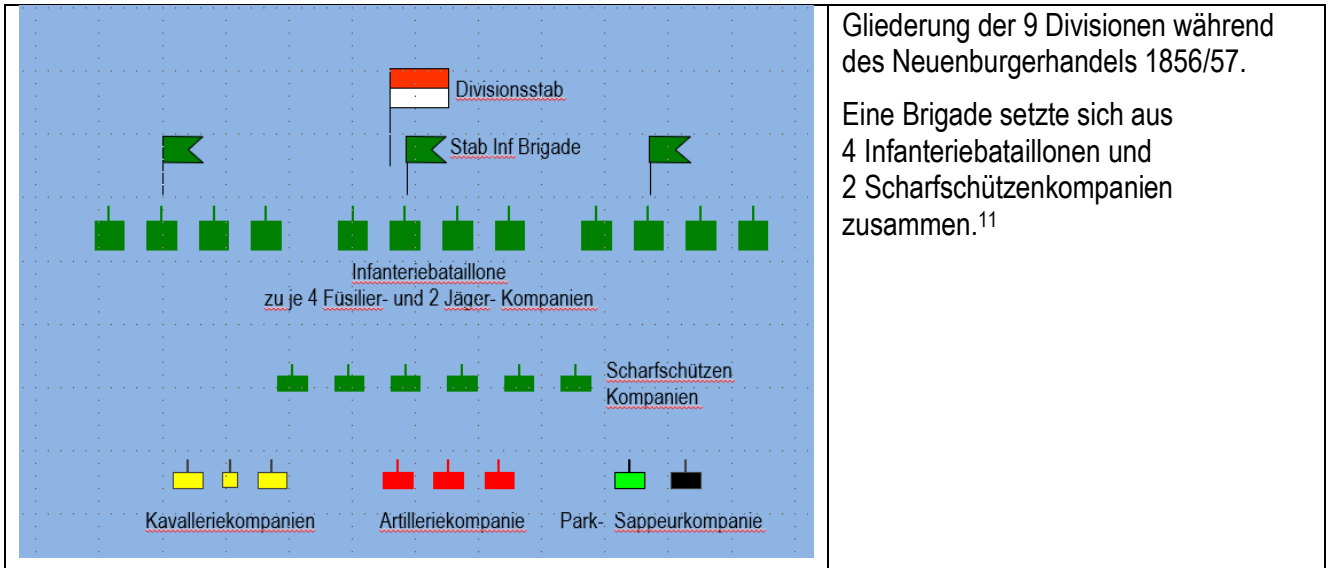 Divisionsstab
Stab Inf Brigade
Infanteriebataillone
zu je 4 Füsilier- und 2 Jäger- Kompanien
Scharfschützen
Kompanien
Kavalleriekompanien
Artilleriekompanie
Park- Sappeurkompanie
Gliederung der 9 Divisionen während
des Neuenburgerhandels 1856/57.
Eine Brigade setzte sich aus
4 Infanteriebataillonen und
2 Scharfschützenkompanien
zusammen.¹¹